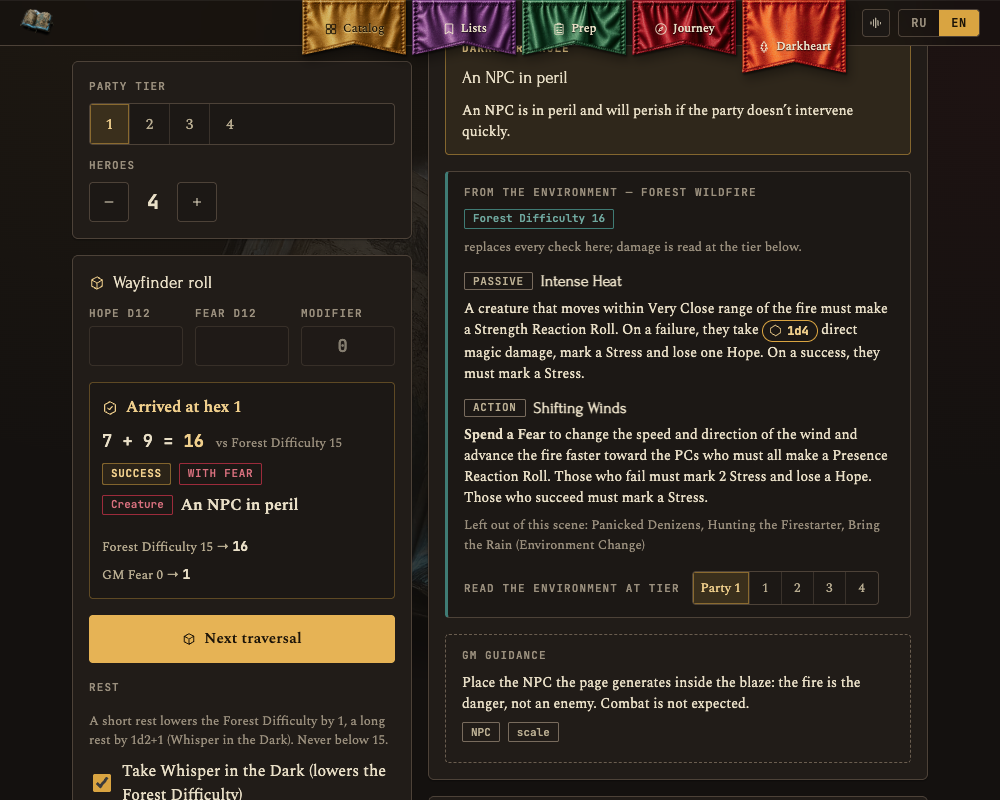 Catalog
Lists
Prep
Journey
Darkheart
RU
EN
PARTY TIER
1
2
3
4
HEROES
−
4
+
Wayfinder roll
HOPE D12
FEAR D12
MODIFIER
0
Arrived at hex 1
7 + 9 = 16 vs Forest Difficulty 15
SUCCESS
WITH FEAR
Creature
An NPC in peril
Forest Difficulty 15 → 16
GM Fear 0 → 1
Next traversal
REST
A short rest lowers the Forest Difficulty by 1, a long
rest by 1d2+1 (Whisper in the Dark). Never below 15.
Take Whisper in the Dark (lowers the
Forest Difficulty)
An NPC in peril
An NPC is in peril and will perish if the party doesn’t intervene
quickly.
FROM THE ENVIRONMENT — FOREST WILDFIRE
Forest Difficulty 16
replaces every check here; damage is read at the tier below.
PASSIVE
Intense Heat
A creature that moves within Very Close range of the fire must make
a Strength Reaction Roll. On a failure, they take 1d4 direct
magic damage, mark a Stress and lose one Hope. On a success, they
must mark a Stress.
ACTION
Shifting Winds
Spend a Fear to change the speed and direction of the wind and
advance the fire faster toward the PCs who must all make a Presence
Reaction Roll. Those who fail must mark 2 Stress and lose a Hope.
Those who succeed must mark a Stress.
Left out of this scene: Panicked Denizens, Hunting the Firestarter, Bring
the Rain (Environment Change)
READ THE ENVIRONMENT AT TIER
Party 1
1
2
3
4
GM GUIDANCE
Place the NPC the page generates inside the blaze: the fire is the
danger, not an enemy. Combat is not expected.
NPC
scale